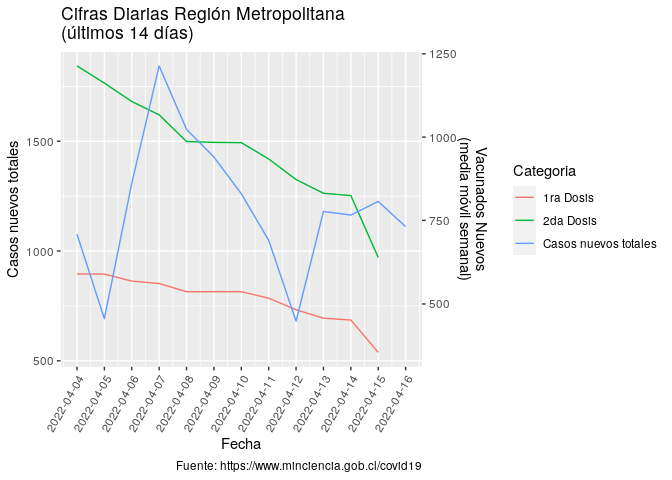 Cifras Diarias Región Metropolitana
(últimos 14 días)
Casos nuevos totales
1500
1000
500
1250
1000
750
500
Vacunados Nuevos
(media móvil semanal)
2022-04-04
2022-04-05
2022-04-06
2022-04-07
2022-04-08
2022-04-09
2022-04-10
2022-04-11
2022-04-12
2022-04-13
2022-04-14
2022-04-15
2022-04-16
Fecha
Categoria
1ra Dosis
2da Dosis
Casos nuevos totales
Fuente: https://www.minciencia.gob.cl/covid19